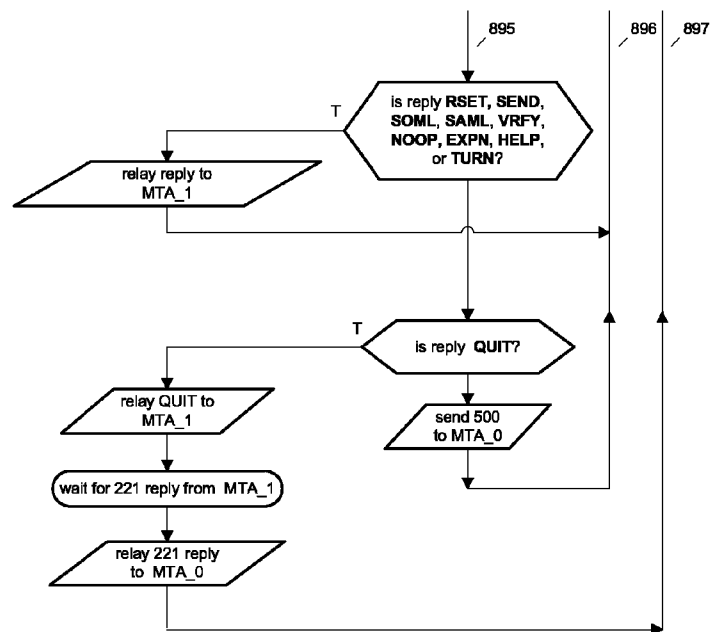 895
896
897
T
is reply RSET, SEND,
SOML, SAML, VRFY,
NOOP, EXPN, HELP,
or TURN?
relay reply to
MTA_1
T
is reply QUIT?
relay QUIT to
MTA_1
send 500
to MTA_0
wait for 221 reply from MTA_1
relay 221 reply
to MTA_0